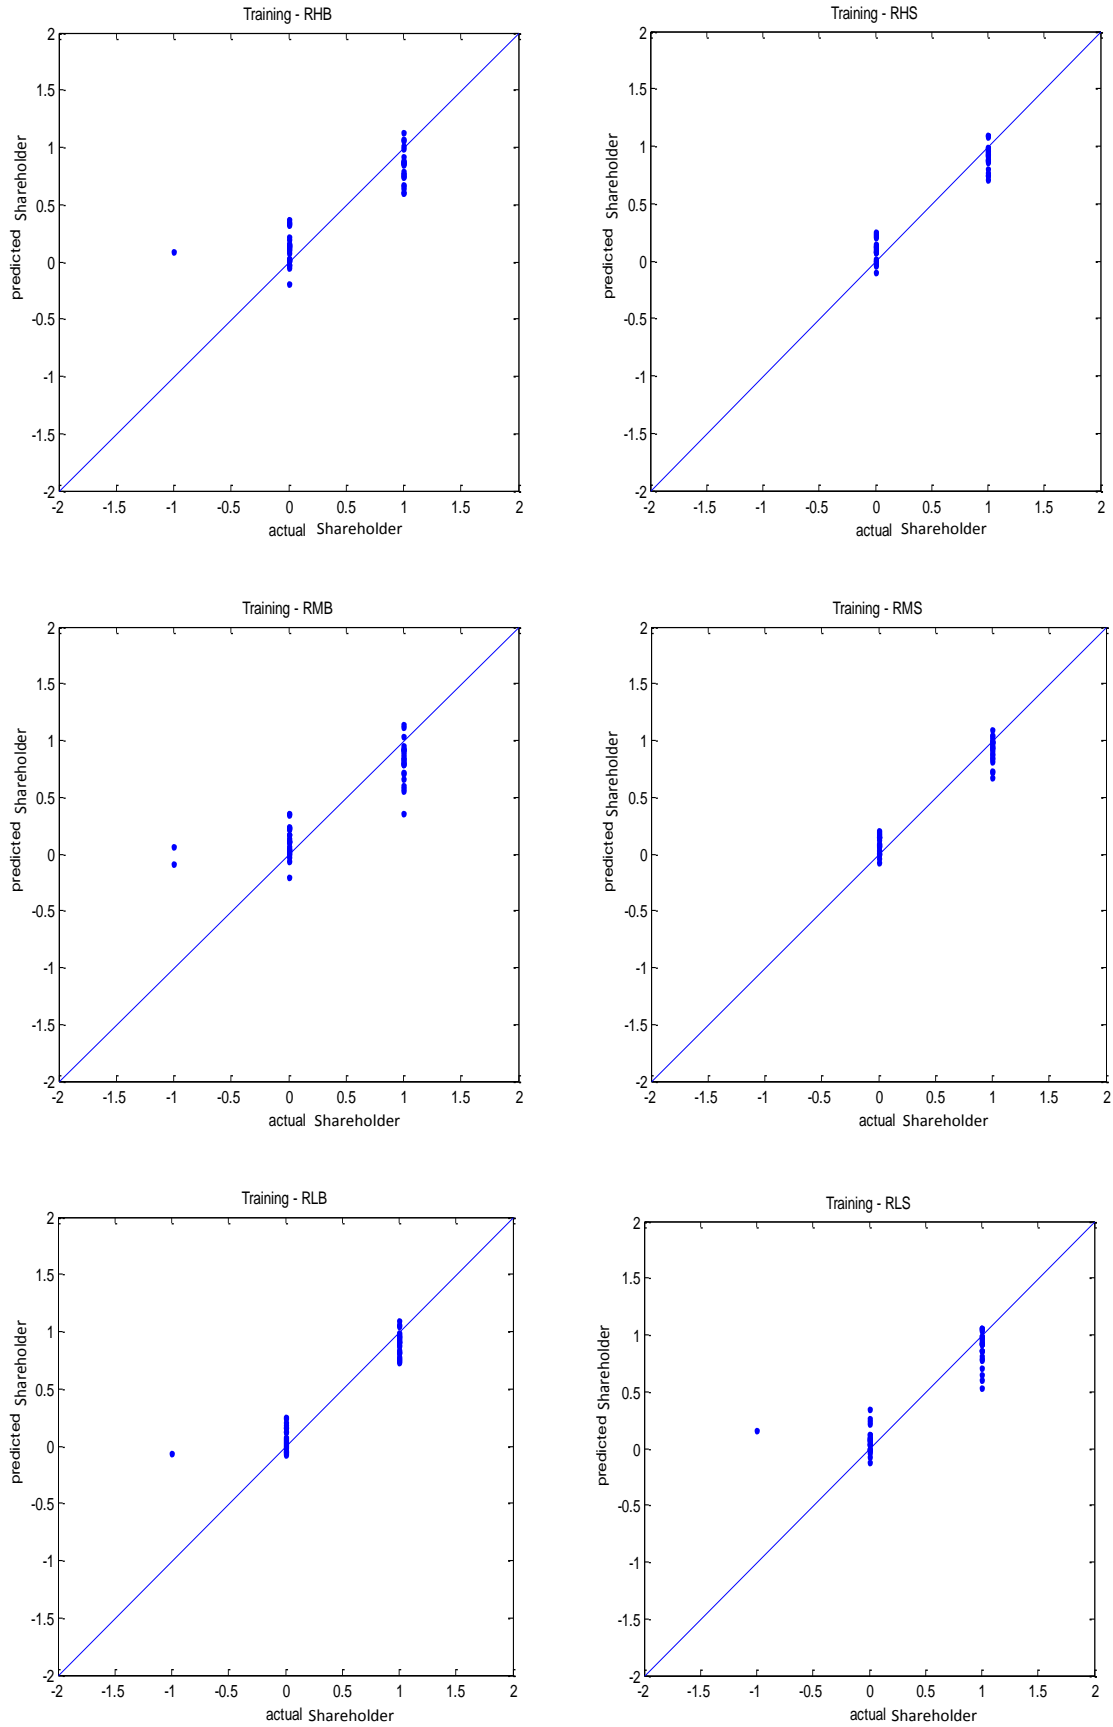 Training - RHB
2
1.5
1
0.5
0
-0.5
-1
-1.5
-2
predicted Shareholder
-2 -1.5 -1 -0.5 0 0.5 1 1.5 2
actual Shareholder
Training - RHS
2
1.5
1
0.5
0
-0.5
-1
-1.5
-2
predicted Shareholder
-2 -1.5 -1 -0.5 0 0.5 1 1.5 2
actual Shareholder
Training - RMB
2
1.5
1
0.5
0
-0.5
-1
-1.5
-2
predicted Shareholder
-2 -1.5 -1 -0.5 0 0.5 1 1.5 2
actual Shareholder
Training - RMS
2
1.5
1
0.5
0
-0.5
-1
-1.5
-2
predicted Shareholder
-2 -1.5 -1 -0.5 0 0.5 1 1.5 2
actual Shareholder
Training - RLB
2
1.5
1
0.5
0
-0.5
-1
-1.5
-2
predicted Shareholder
-2 -1.5 -1 -0.5 0 0.5 1 1.5 2
actual Shareholder
Training - RLS
2
1.5
1
0.5
0
-0.5
-1
-1.5
-2
predicted Shareholder
-2 -1.5 -1 -0.5 0 0.5 1 1.5 2
actual Shareholder